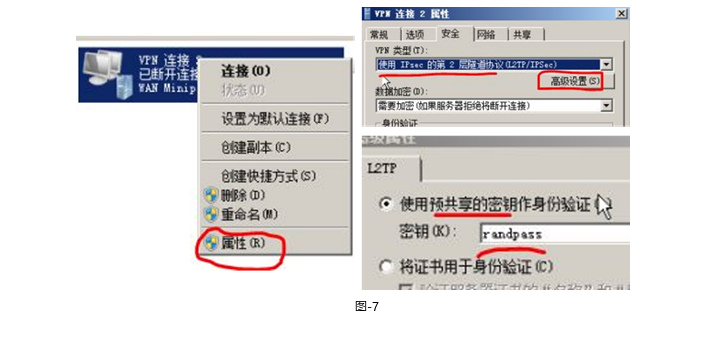 VPN 连接 2
已断开连接
WAN Minip
连接(O)
状态(U)
设置为默认连接(F)
创建副本(C)
创建快捷方式(S)
删除(D)
重命名(M)
属性(R)
VPN 连接 2 属性
常规 选项 安全 网络 共享
VPN 类型(T):
使用 IPsec 的第 2 层隧道协议(L2TP/IPSec)
高级设置(S)
数据加密(D):
需要加密(如果服务器拒绝将断开连接)
身份验证
高级属性
L2TP
使用预共享的密钥作身份验证
密钥(K): randpass
将证书用于身份验证(C)
图-7